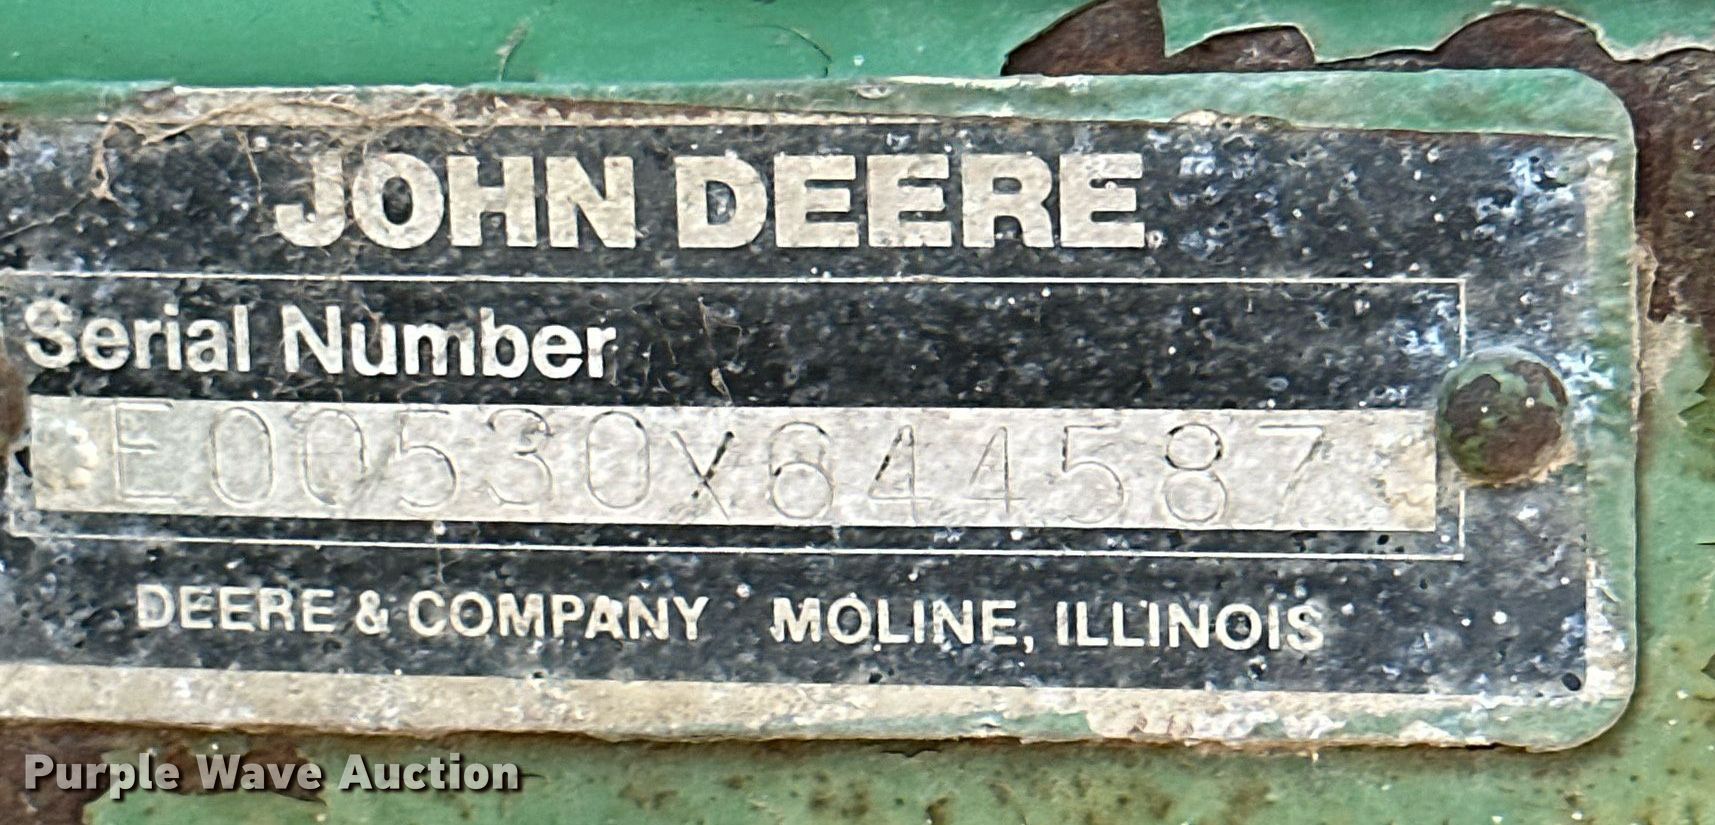 JOHN DEERE
Serial Number
E00530X644587
DEERE & COMPANY MOLINE, ILLINOIS
Purple Wave Auction